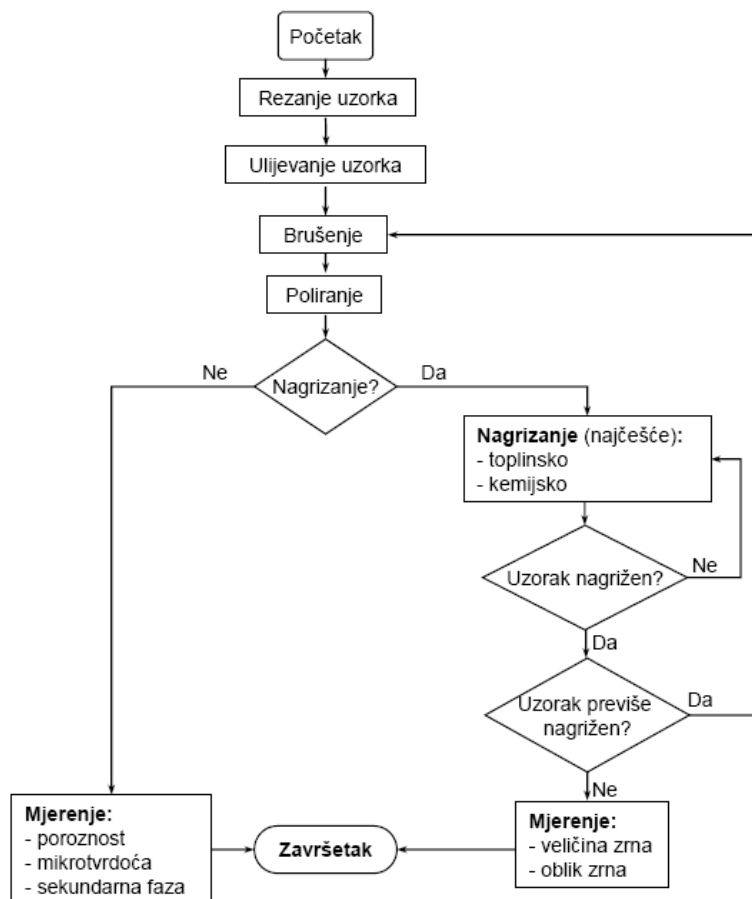 Početak
Rezanje uzorka
Ulijevanje uzorka
Brušenje
Poliranje
Nagrizanje?
Ne
Da
Nagrizanje (najčešće):
- toplinsko
- kemijsko
Uzorak nagrižen?
Ne
Da
Uzorak previše
nagrižen?
Da
Ne
Mjerenje:
- poroznost
- mikrotvrdoća
- sekundarna faza
Završetak
Mjerenje:
- veličina zrna
- oblik zrna